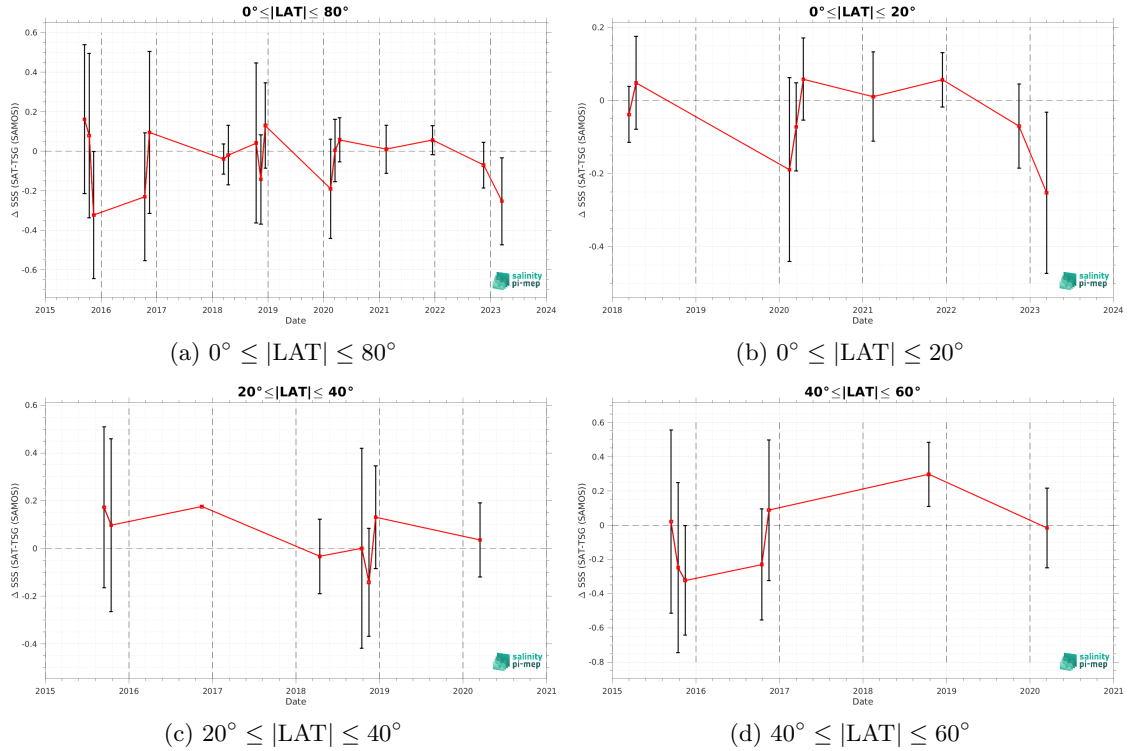 0°≤|LAT|≤ 80°
Δ SSS (SAT-TSG (SAMOS))
0.6
0.4
0.2
0
-0.2
-0.4
-0.6
2015 2016 2017 2018 2019 2020 2021 2022 2023 2024
Date
salinity
pi-mep
(a) 0° ≤ |LAT| ≤ 80°
0°≤|LAT|≤ 20°
Δ SSS (SAT-TSG (SAMOS))
0.2
0
-0.2
-0.4
2018 2019 2020 2021 2022 2023 2024
Date
salinity
pi-mep
(b) 0° ≤ |LAT| ≤ 20°
20°≤|LAT|≤ 40°
Δ SSS (SAT-TSG (SAMOS))
0.6
0.4
0.2
0
-0.2
-0.4
2015 2016 2017 2018 2019 2020
Date
salinity
pi-mep
(c) 20° ≤ |LAT| ≤ 40°
40°≤|LAT|≤ 60°
Δ SSS (SAT-TSG (SAMOS))
0.6
0.4
0.2
0
-0.2
-0.4
-0.6
-0.8
2015 2016 2017 2018 2019 2020 2021
Date
salinity
pi-mep
(d) 40° ≤ |LAT| ≤ 60°